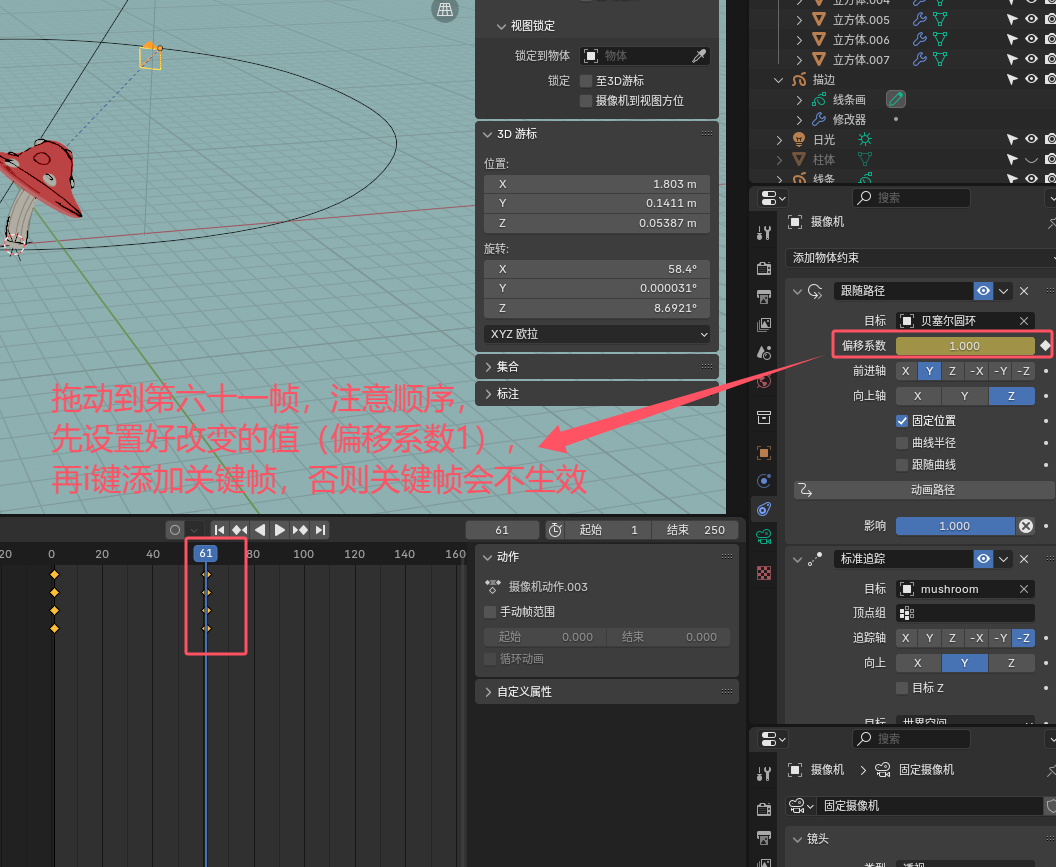 视图锁定
锁定到物体 物体
锁定 至3D游标
摄像机到视图方位
3D 游标
位置:
X 1.803 m
Y 0.1411 m
Z 0.05387 m
旋转:
X 58.4°
Y 0.000031°
Z 8.6921°
XYZ 欧拉
集合
标注
拖动到第六十一帧，注意顺序，
先设置好改变的值（偏移系数1），
再i键添加关键帧，否则关键帧会不生效
立方体.004
立方体.005
立方体.006
立方体.007
描边
线条画
修改器
日光
柱体
线条
搜索
摄像机
添加物体约束
跟随路径
目标 贝塞尔圆环
偏移系数 1.000
前进轴 X Y Z -X -Y -Z
向上轴 X Y Z
固定位置
曲线半径
跟随曲线
动画路径
影响 1.000
标准追踪
目标 mushroom
顶点组
追踪轴 X Y Z -X -Y -Z
向上 X Y Z
目标 Z
目标 世界空间
61 起始 1 结束 250
20 0 20 40 61 80 100 120 140 160
动作
摄像机动作.003
手动帧范围
起始 0.000 结束 0.000
循环动画
自定义属性
搜索
摄像机 固定摄像机
固定摄像机
镜头
类型 透视